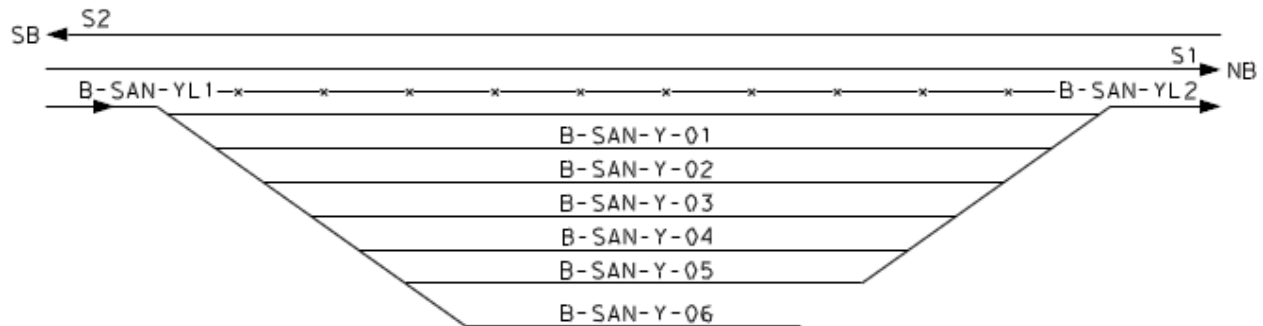 S2
SB
S1
NB
B-SAN-YL1
B-SAN-YL2
B-SAN-Y-01
B-SAN-Y-02
B-SAN-Y-03
B-SAN-Y-04
B-SAN-Y-05
B-SAN-Y-06